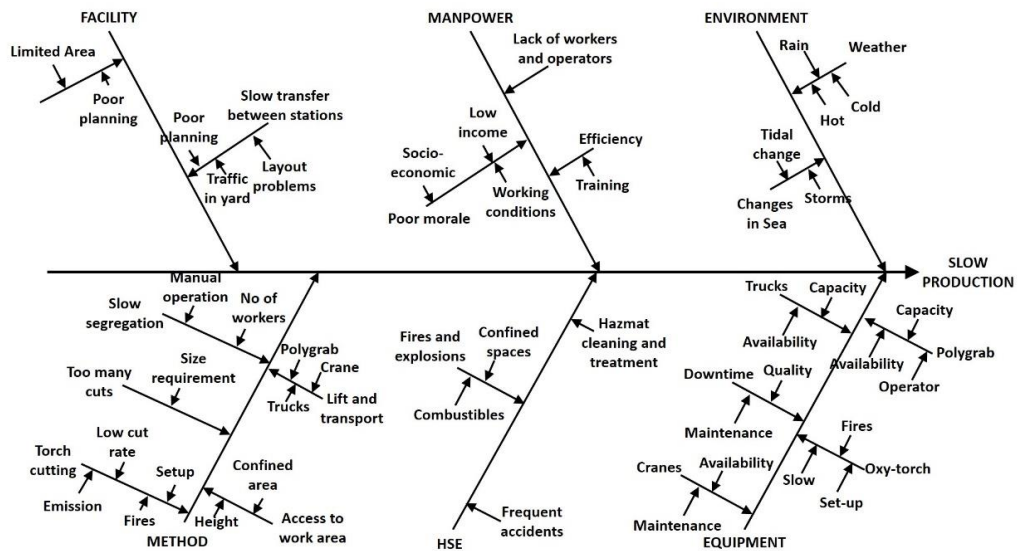 FACILITY
Limited Area
Poor
planning
Slow transfer
between stations
Poor
planning
Traffic
in yard
Layout
problems
MANPOWER
Lack of workers
and operators
Low
income
Socio-
economic
Poor morale
Working
conditions
Efficiency
Training
ENVIRONMENT
Rain
Weather
Hot
Cold
Tidal
change
Changes
in Sea
Storms
SLOW
PRODUCTION
Manual
operation
Slow
segregation
No of
workers
Polygrab
Crane
Trucks
Lift and
transport
Size
requirement
Too many
cuts
Low cut
rate
Torch
cutting
Setup
Emission
Fires
Confined
area
Height
Access to
work area
METHOD
Fires and
explosions
Confined
spaces
Combustibles
Hazmat
cleaning and
treatment
Frequent
accidents
HSE
Trucks
Capacity
Availability
Capacity
Availability
Polygrab
Operator
Downtime
Quality
Maintenance
Fires
Slow
Oxy-torch
Set-up
Cranes
Availability
Maintenance
EQUIPMENT